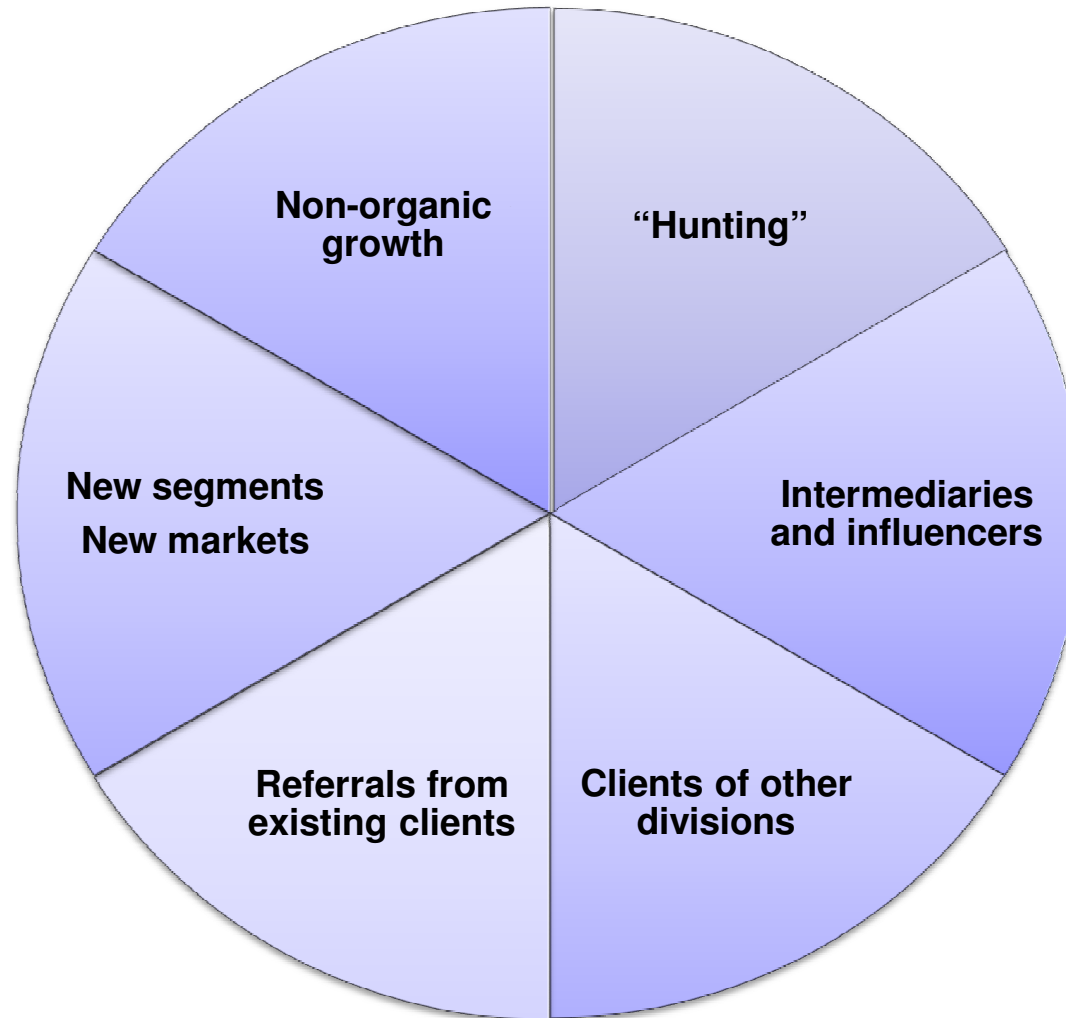 Non-organic
growth
“Hunting”
New segments
New markets
Intermediaries
and influencers
Referrals from
existing clients
Clients of other
divisions